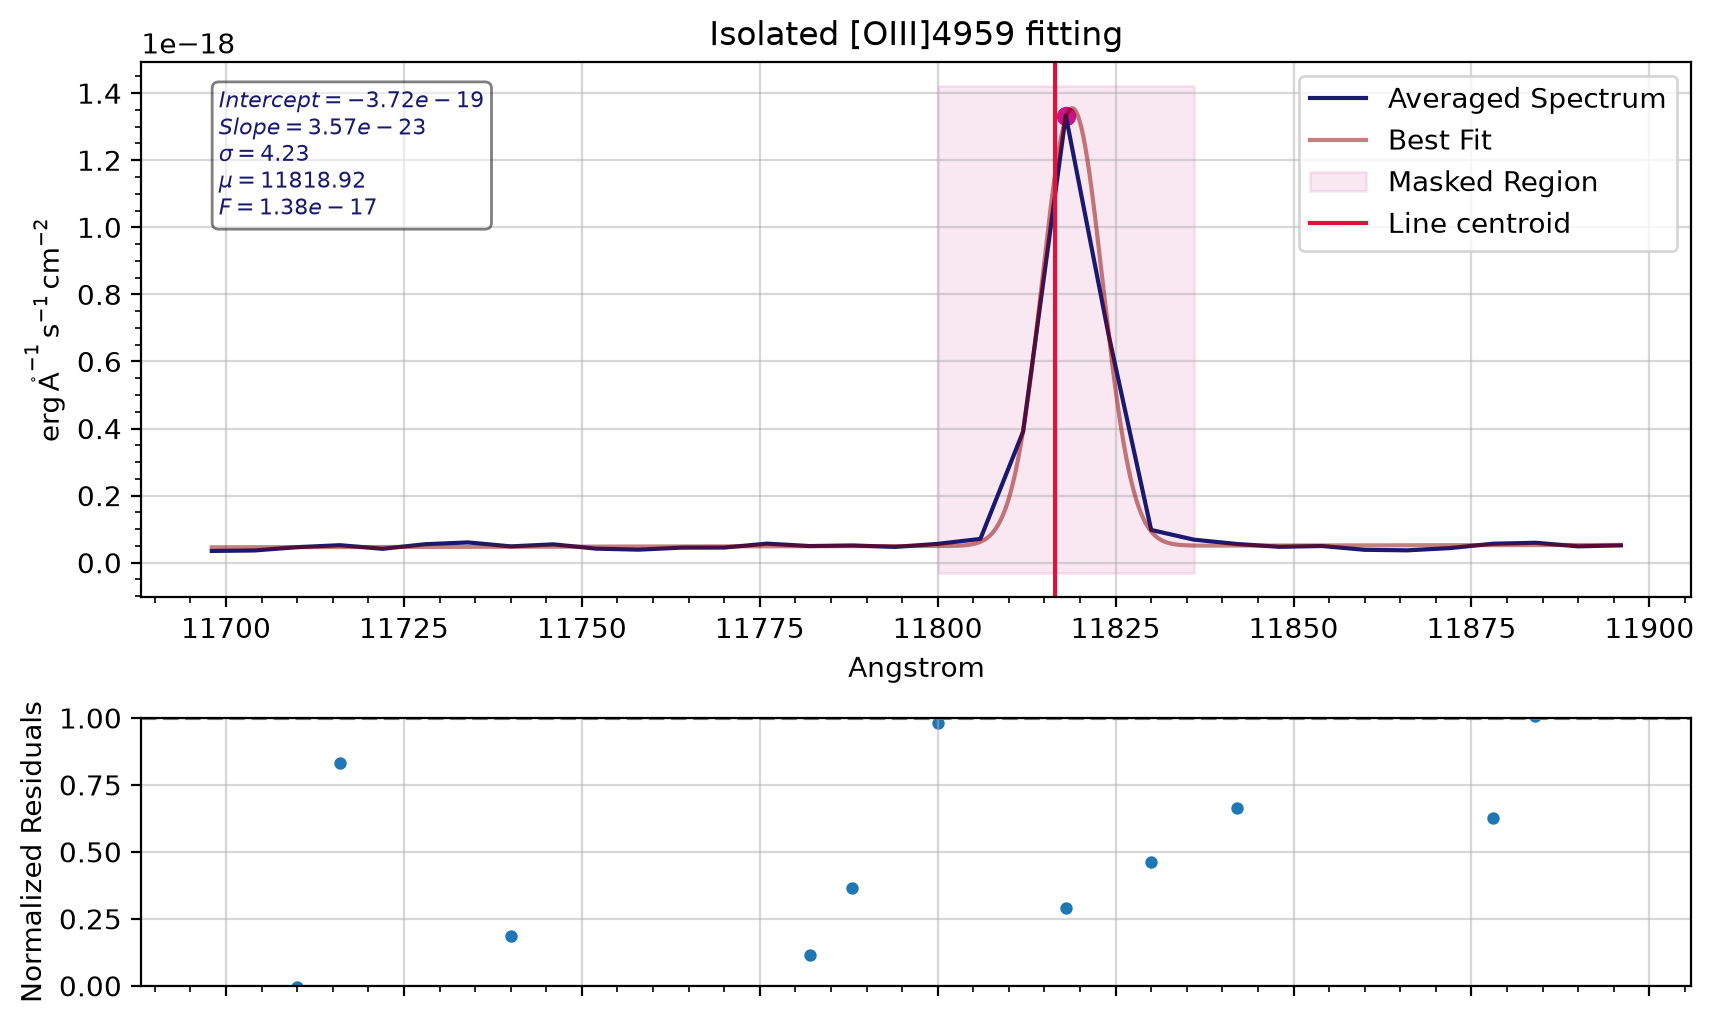 Isolated [OIII]4959 fitting
1e−18
Intercept = −3.72e − 19
Slope = 3.57e − 23
σ = 4.23
μ = 11818.92
F = 1.38e − 17
Averaged Spectrum
Best Fit
Masked Region
Line centroid
erg Å⁻¹ s⁻¹ cm⁻²
1.4
1.2
1.0
0.8
0.6
0.4
0.2
0.0
11700 11725 11750 11775 11800 11825 11850 11875 11900
Angstrom
Normalized Residuals
1.00
0.75
0.50
0.25
0.00